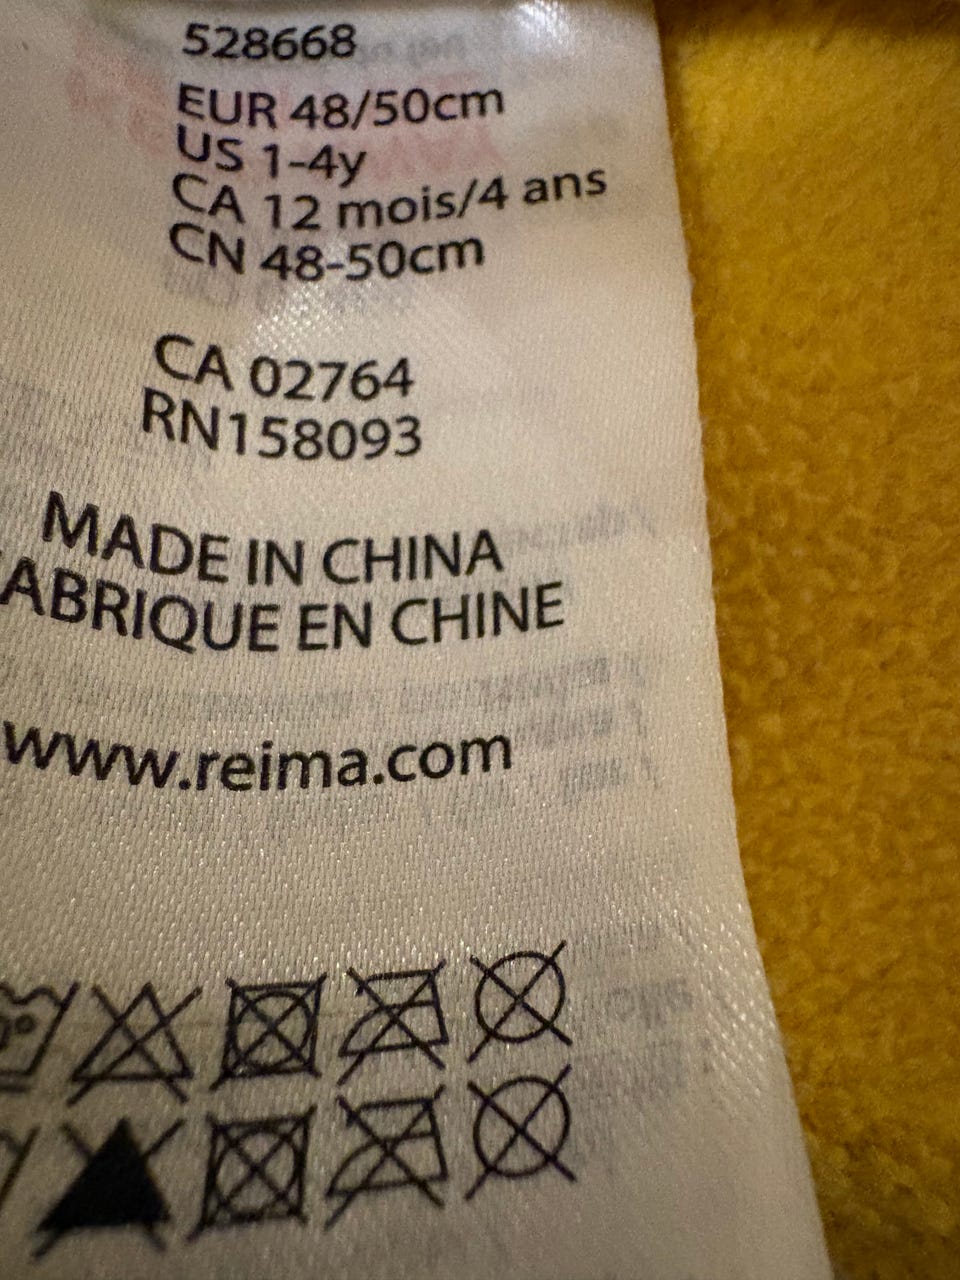 528668
EUR 48/50cm
US 1-4y
CA 12 mois/4 ans
CN 48-50cm
CA 02764
RN158093
MADE IN CHINA
ABRIQUE EN CHINE
www.reima.com